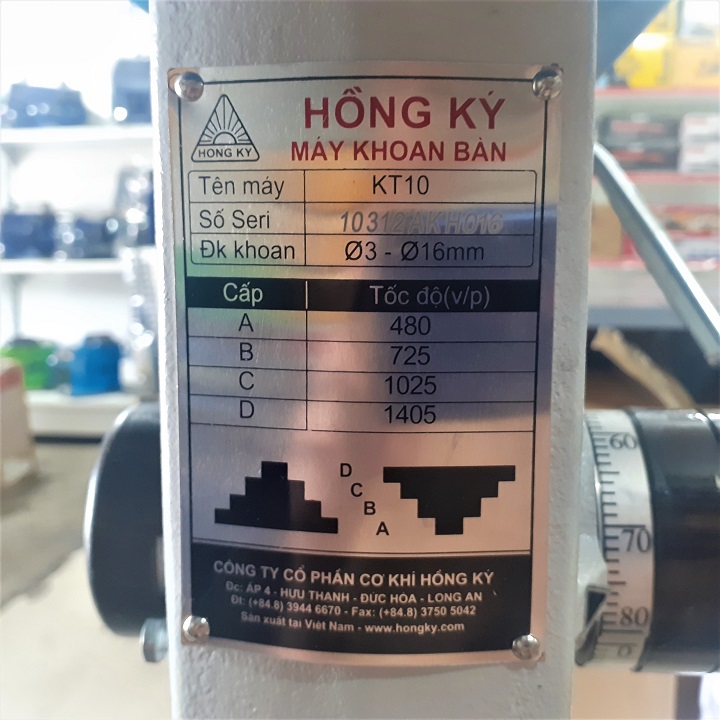 HONG KY
HỒNG KÝ
MÁY KHOAN BÀN
Tên máy KT10
Số Seri 10312AKHO16
Đk khoan Ø3 - Ø16mm
Cấp Tốc độ(v/p)
A 480
B 725
C 1025
D 1405
D
C
B
A
CÔNG TY CỔ PHẦN CƠ KHÍ HỒNG KÝ
Đc: ẤP 4 - HỰU THẠNH - ĐỨC HÒA - LONG AN
Đt: (+84.8) 3944 6670 - Fax: (+84.8) 3750 5042
Sản xuất tại Việt Nam - www.hongky.com
60
70
80
0